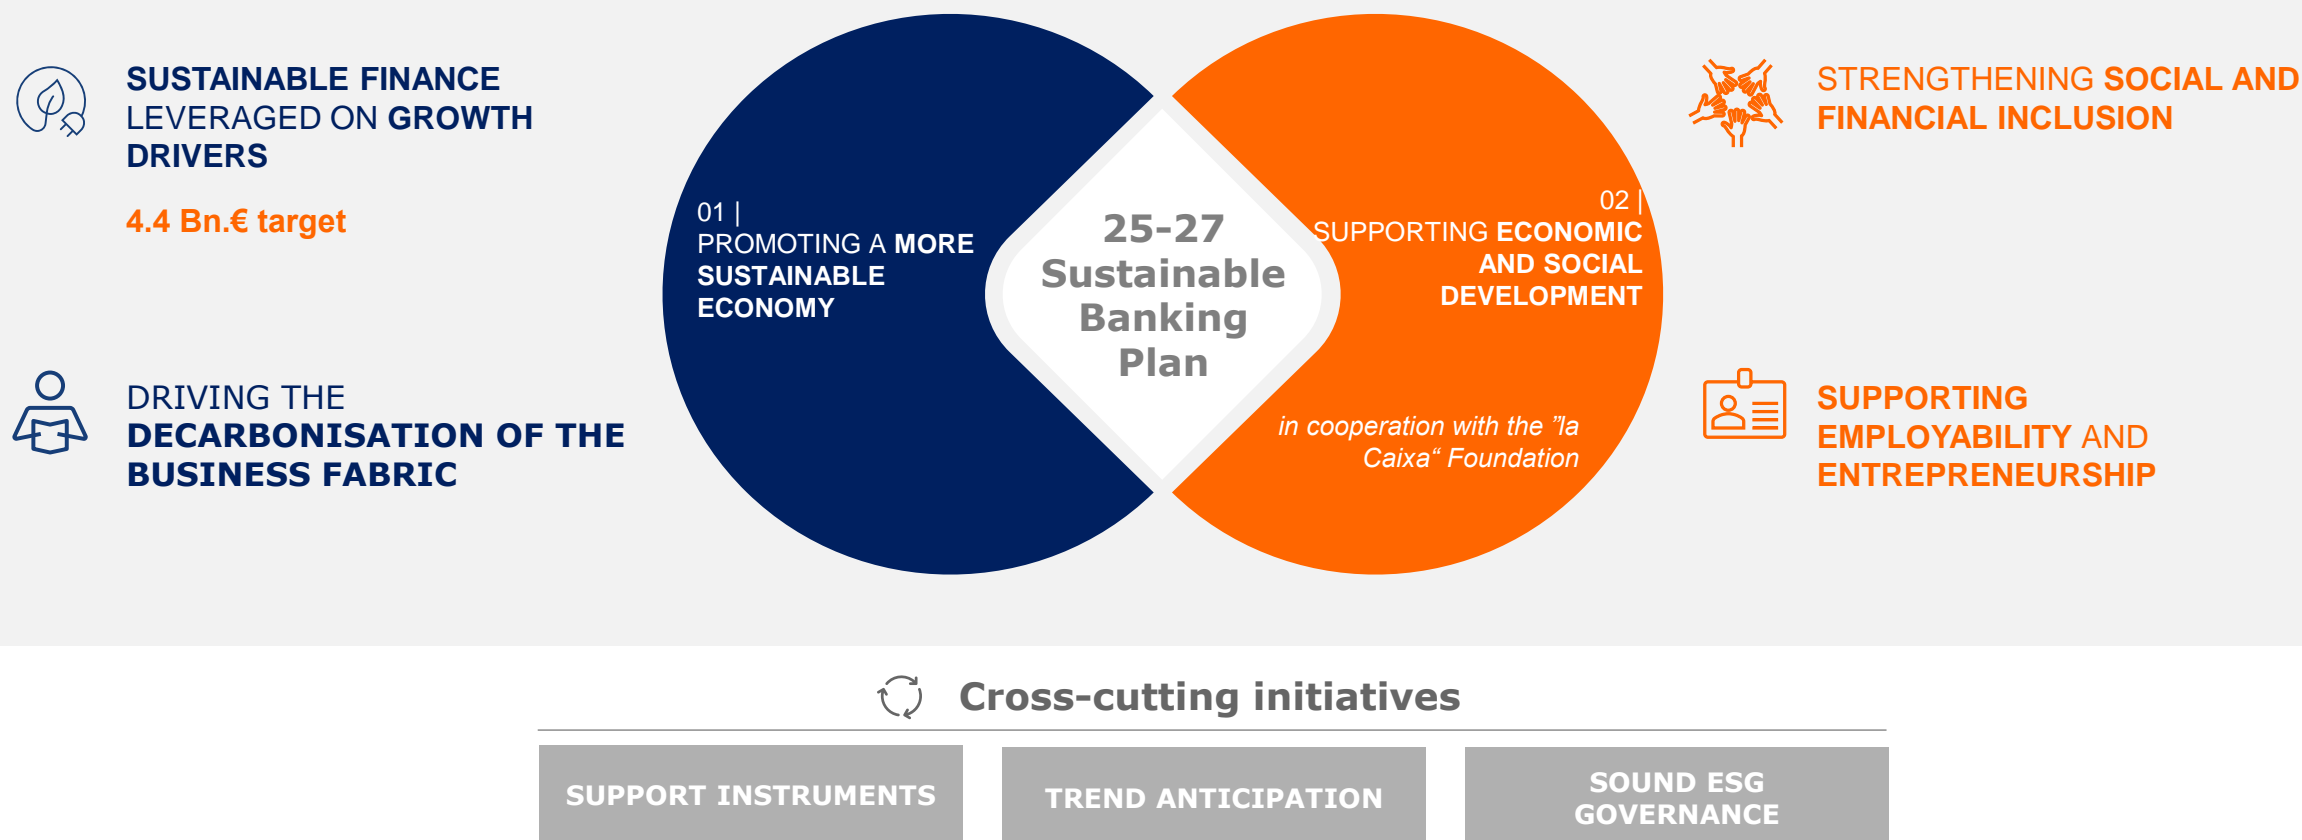 SUSTAINABLE FINANCE
LEVERAGED ON GROWTH
DRIVERS
4.4 Bn.€ target
DRIVING THE
DECARBONISATION OF THE
BUSINESS FABRIC
01 |
PROMOTING A MORE
SUSTAINABLE
ECONOMY
25-27
Sustainable
Banking
Plan
02 |
SUPPORTING ECONOMIC
AND SOCIAL
DEVELOPMENT
in cooperation with the ”la
Caixa“ Foundation
STRENGTHENING SOCIAL AND
FINANCIAL INCLUSION
SUPPORTING
EMPLOYABILITY AND
ENTREPRENEURSHIP
Cross-cutting initiatives
SUPPORT INSTRUMENTS
TREND ANTICIPATION
SOUND ESG
GOVERNANCE